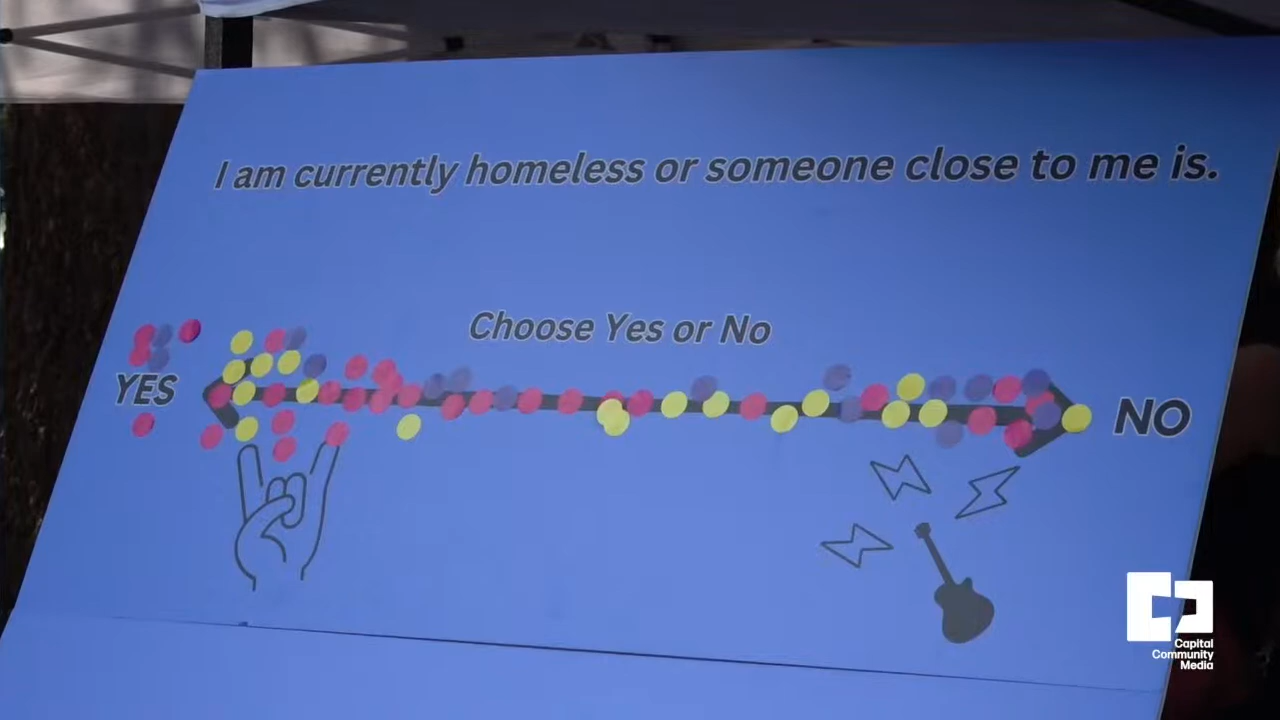 I am currently homeless or someone close to me is.
Choose Yes or No
YES
NO
Capital
Community
Media